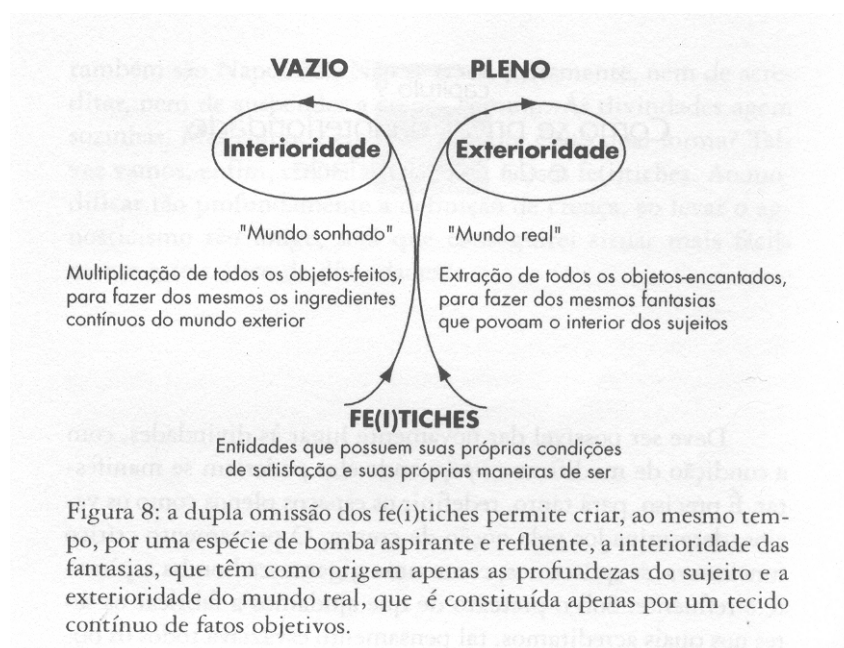 VAZIO
PLENO
Interioridade
Exterioridade
"Mundo sonhado"
"Mundo real"
Multiplicação de todo os objetos-feitos,
para fazer dos mesmos os ingredientes
contínuos do mundo exterior
Extração de todos os objetos-encantados,
para fazer dos mesmos fantasias
que povoam o interior dos sujeitos
FE(I)TICHES
Entidades que possuem suas próprias condições
de satisfação e suas próprias maneiras de ser
Figura 8: a dupla omissão dos fe(i)tiches permite criar, ao mesmo tem-
po, por uma espécie de bomba aspirante e refluente, a interioridade das
fantasias, que têm como origem apenas as profundezas do sujeito e a
exterioridade do mundo real, que é constituída apenas por um tecido
contínuo de fatos objetivos.